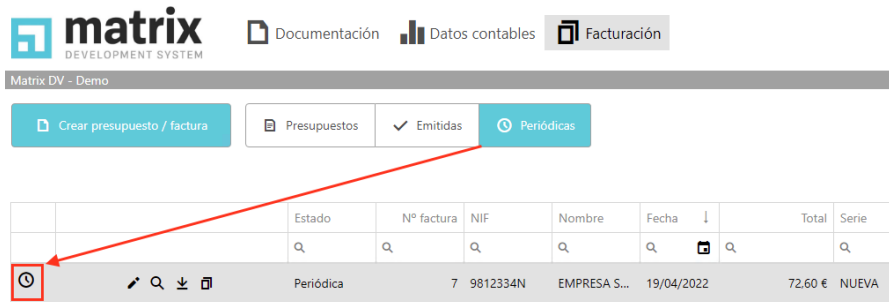 matrix
DEVELOPMENT SYSTEM
Documentación Datos contables Facturación
Matrix DV - Demo
Crear presupuesto / factura Presupuestos Emitidas Periódicas
Estado Nº factura NIF Nombre Fecha Total Serie
Periódica 7 9812334N EMPRESA S... 19/04/2022 72,60 € NUEVA